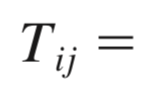 T_{ij} =